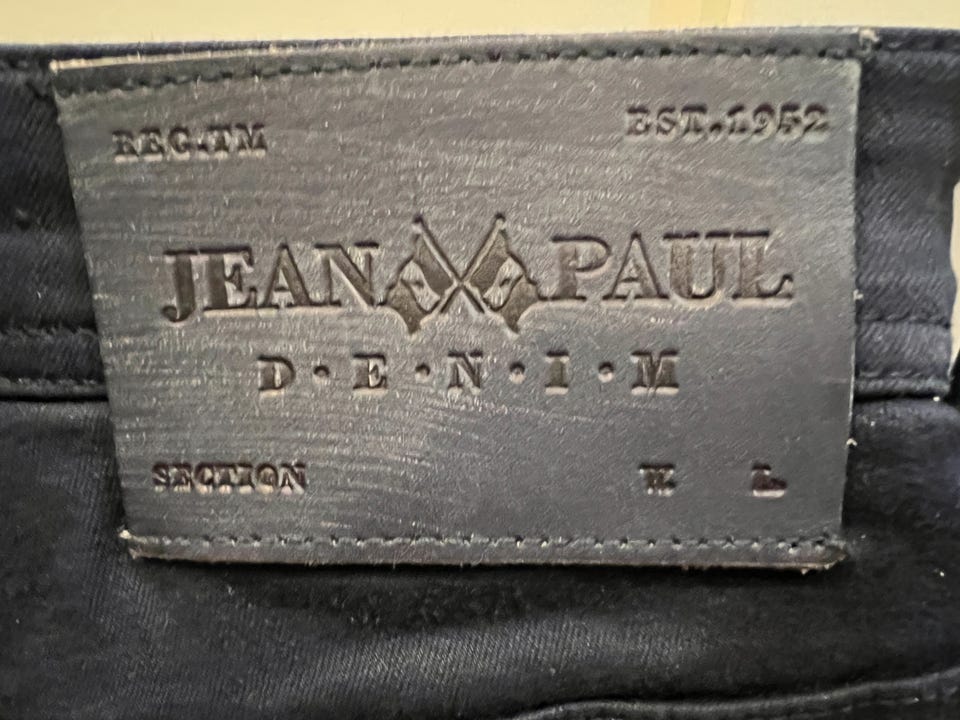 REG.TM EST.1952
JEAN PAUL
D·E·N·I·M
SECTION W. L.